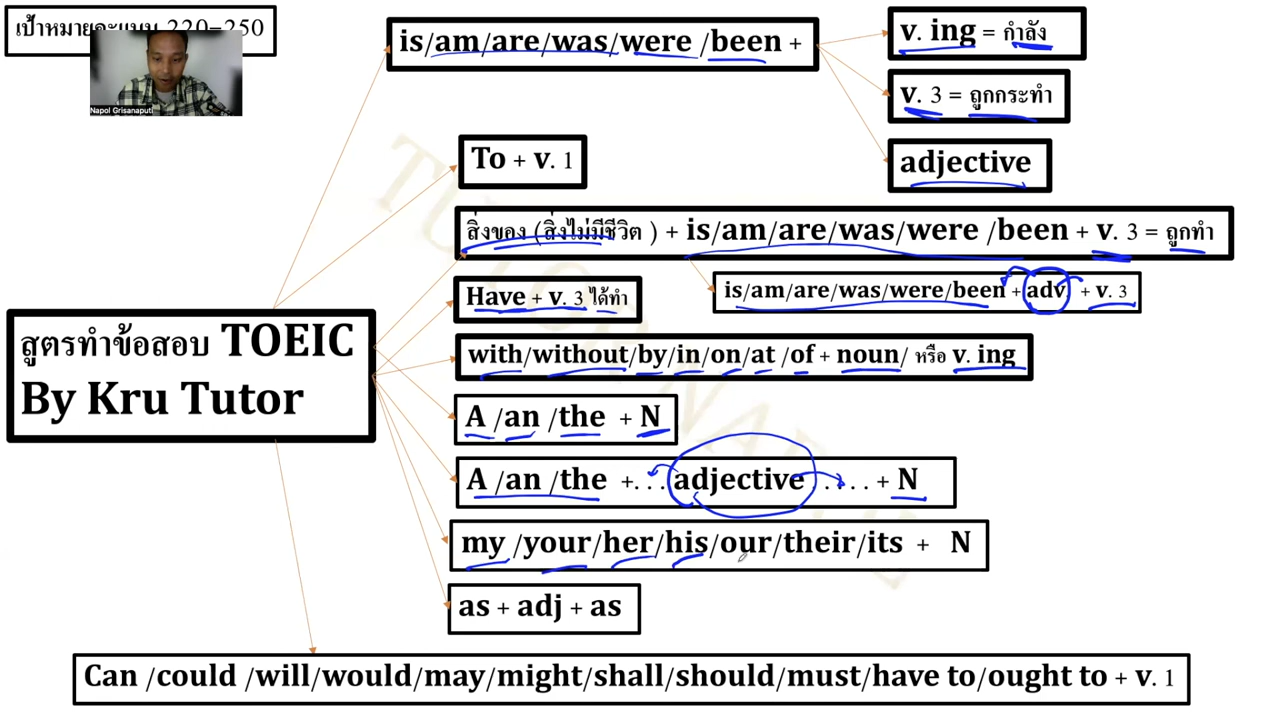 เป้าหมายคะแนน 220-250
Napol Grisanaputi
is/am/are/was/were /been +
v. ing = กำลัง
v. 3 = ถูกกระทำ
adjective
To + v. 1
สิ่งของ (สิ่งไม่มีชีวิต ) + is/am/are/was/were /been + v. 3 = ถูกทำ
is/am/are/was/were/been + adv + v. 3
Have + v. 3 ได้ทำ
with/without/by/in/on/at /of + noun/ หรือ v. ing
สูตรทำข้อสอบ TOEIC
By Kru Tutor
A /an /the + N
A /an /the +. . . adjective . . . . + N
my /your/her/his/our/their/its + N
as + adj + as
Can /could /will/would/may/might/shall/should/must/have to/ought to + v. 1